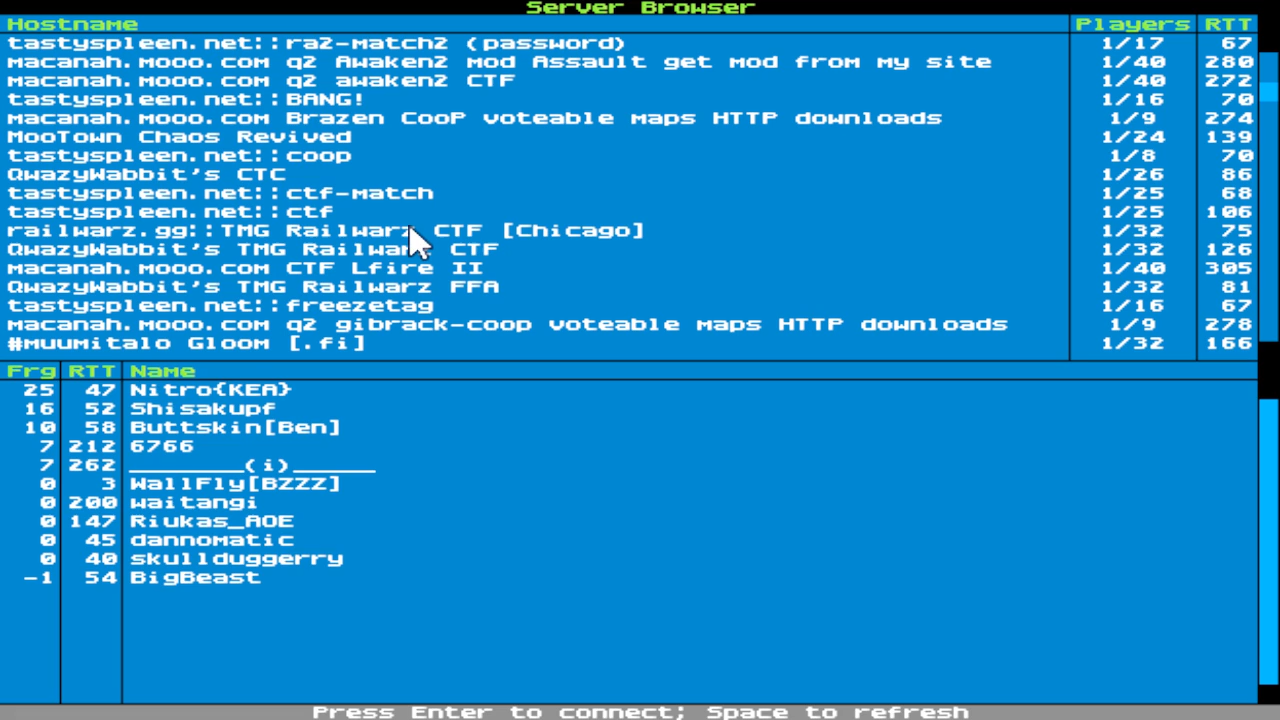 Server Browser
Hostname Players RTT
tastyspleen.net::ra2-match2 (password) 1/17 67
macanah.mooo.com q2 Awaken2 mod Assault get mod from my site 1/40 280
macanah.mooo.com q2 awaken2 CTF 1/40 272
tastyspleen.net::BANG! 1/16 70
macanah.mooo.com Brazen CooP voteable maps HTTP downloads 1/9 274
MooTown Chaos Revived 1/24 139
tastyspleen.net::coop 1/8 70
QwazyWabbit's CTC 1/26 86
tastyspleen.net::ctf-match 1/25 68
tastyspleen.net::ctf 1/25 106
railwarz.gg::TMG Railwarz CTF [Chicago] 1/32 75
QwazyWabbit's TMG Railwarz CTF 1/32 126
macanah.mooo.com CTF Lfire II 1/40 305
QwazyWabbit's TMG Railwarz FFA 1/32 81
tastyspleen.net::freezetag 1/16 67
macanah.mooo.com q2 gibrack-coop voteable maps HTTP downloads 1/9 278
#muumitalo Gloom [.fi] 1/32 166
Frg RTT Name
25 47 Nitro{KEA}
16 52 Shisakupf
10 58 Buttskin[Ben]
7 212 6766
7 262 _______(i)______
0 3 WallFly[BZZZ]
0 200 waitangi
0 147 Riukas_AOE
0 45 dannomatic
0 40 skullduggerry
-1 54 BigBeast
Press Enter to connect; Space to refresh